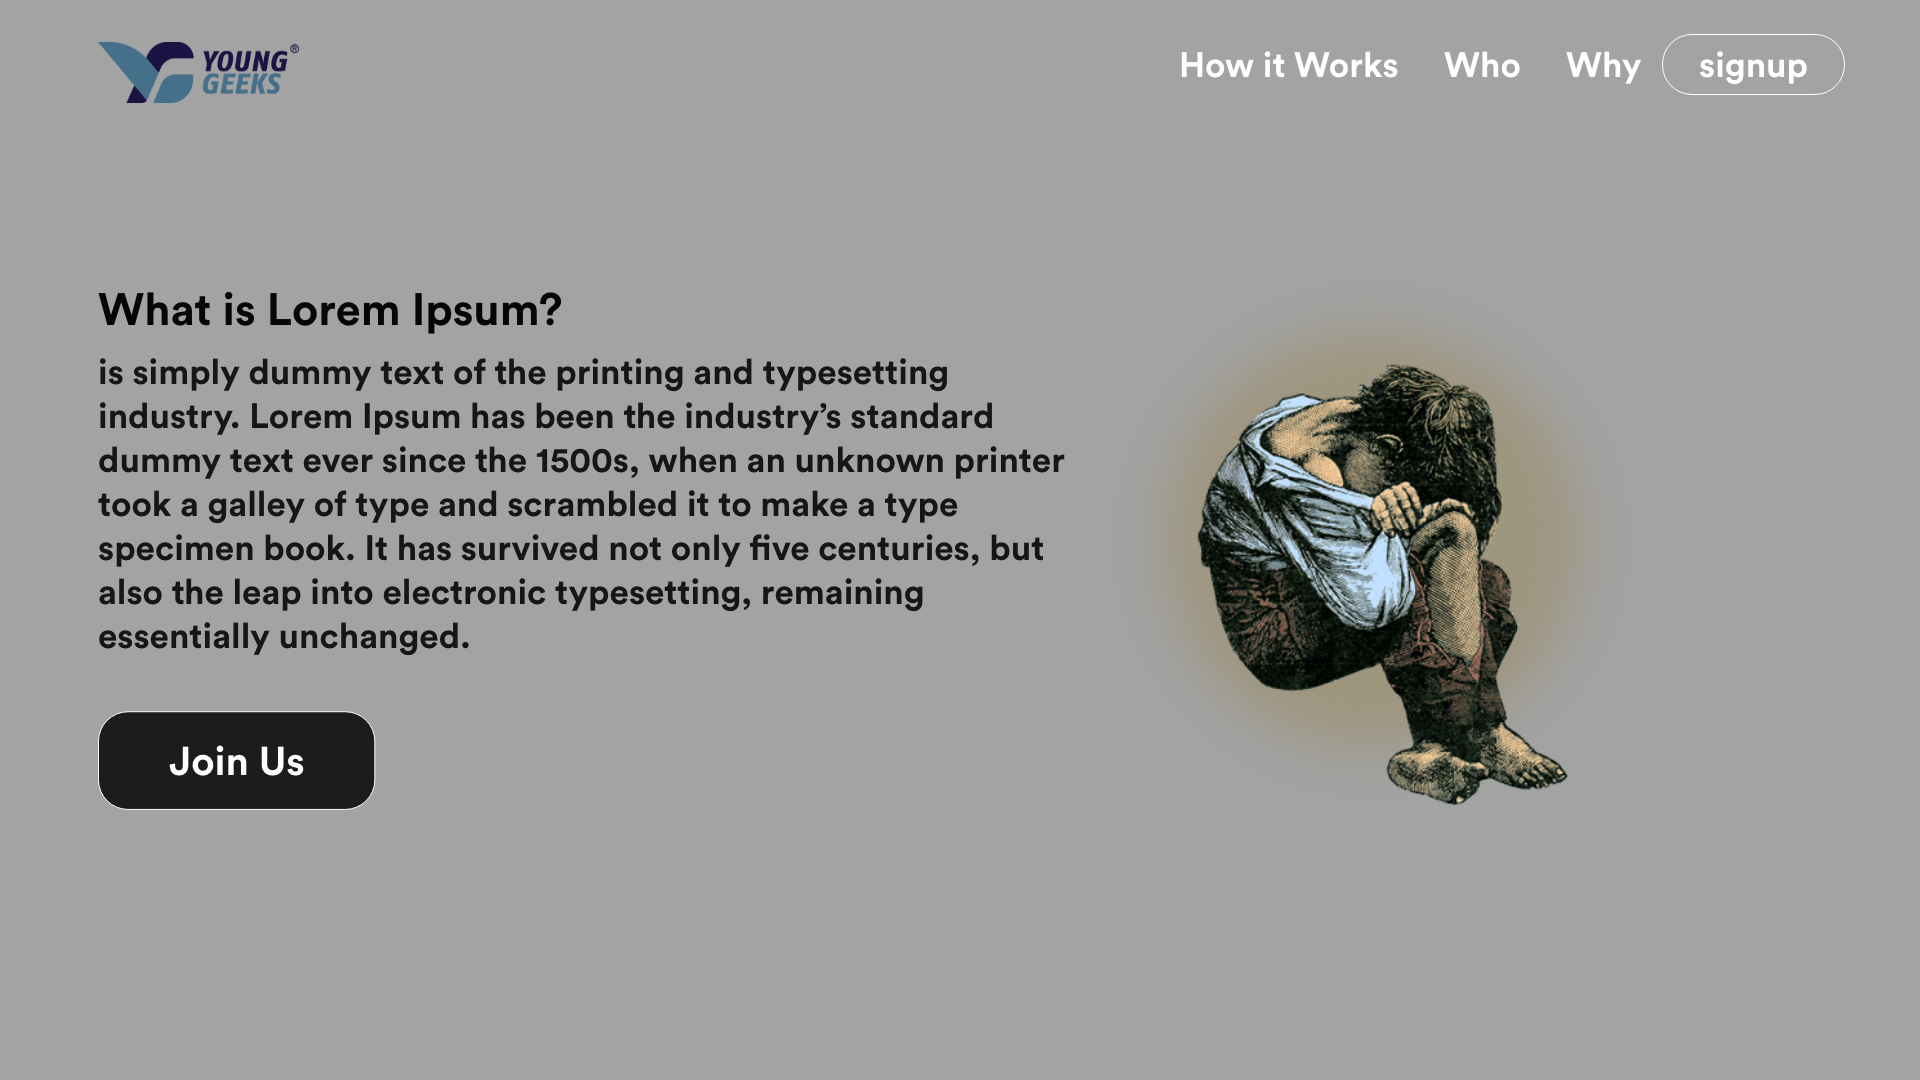 YOUNG®
GEEKS
How it Works Who Why signup
What is Lorem Ipsum?
is simply dummy text of the printing and typesetting
industry. Lorem Ipsum has been the industry’s standard
dummy text ever since the 1500s, when an unknown printer
took a galley of type and scrambled it to make a type
specimen book. It has survived not only five centuries, but
also the leap into electronic typesetting, remaining
essentially unchanged.
Join Us